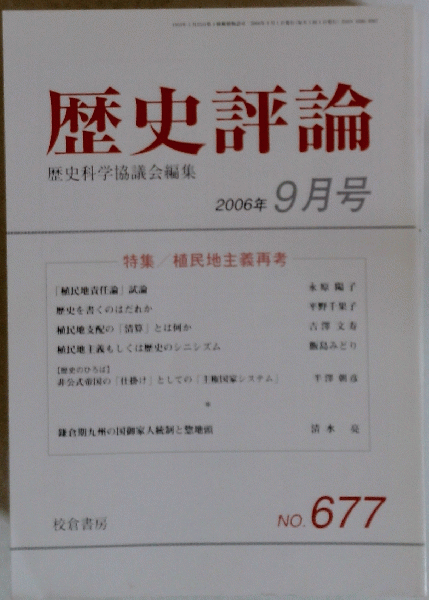 歴史評論
歴史科学協議会編集
2006年 9月号
特集/植民地主義再考
「植民地責任論」試論 永原陽子
歴史を書くのはだれか 平野千果子
植民地支配の「清算」とは何か 吉澤文寿
植民地主義もしくは歴史のシニシズム 飯島みどり
【歴史のひろば】
非公式帝国の「仕掛け」としての「主権国家システム」 平澤朝彦
*
鎌倉期九州の国御家人統制と惣地頭 清水亮
校倉書房 NO.677